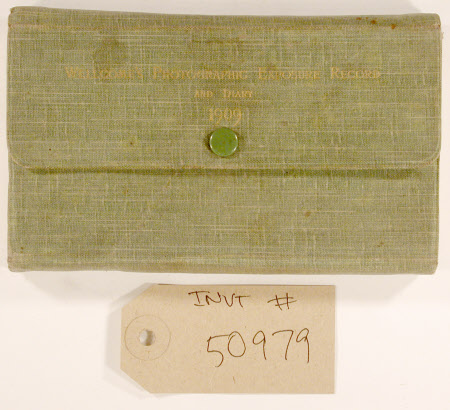 WELLCOME'S PHOTOGRAPHIC EXPOSURE RECORD
AND DIARY
1909
INVT #
50979